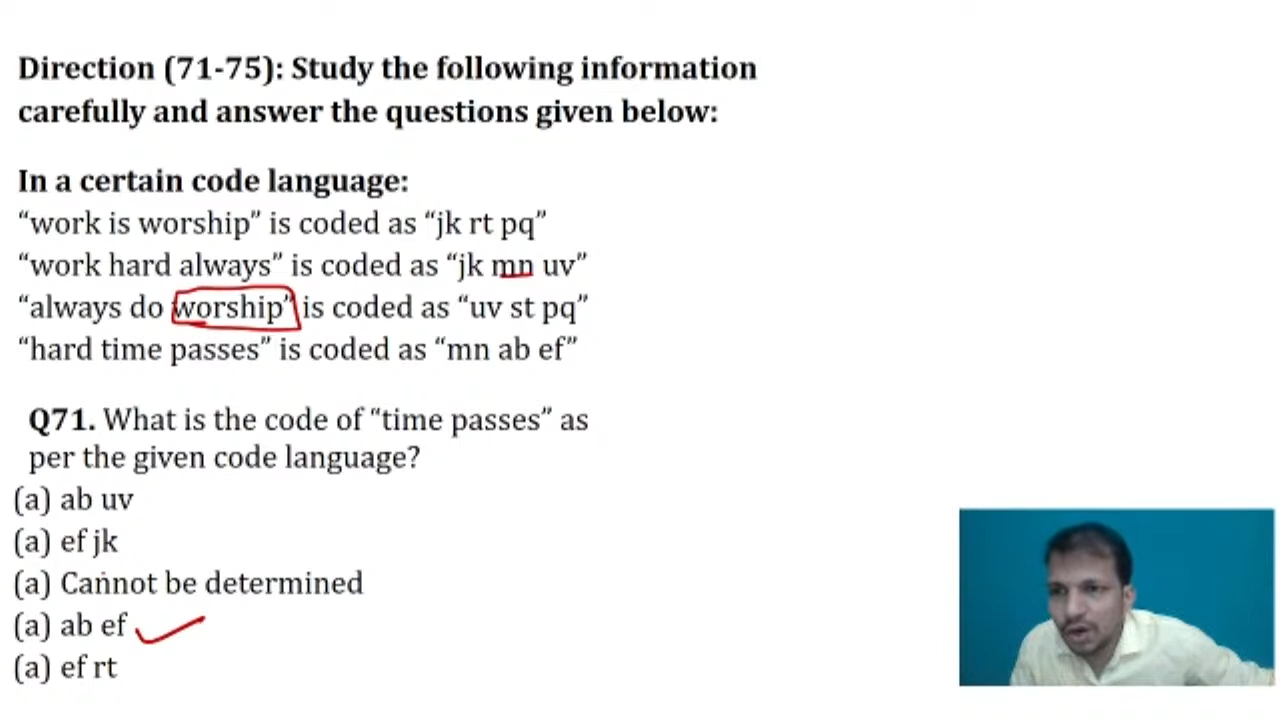 Direction (71-75): Study the following information
carefully and answer the questions given below:
In a certain code language:
“work is worship” is coded as “jk rt pq”
“work hard always” is coded as “jk mn uv”
“always do worship” is coded as “uv st pq”
“hard time passes” is coded as “mn ab ef”
Q71. What is the code of “time passes” as
per the given code language?
(a) ab uv
(a) ef jk
(a) Cannot be determined
(a) ab ef
(a) ef rt